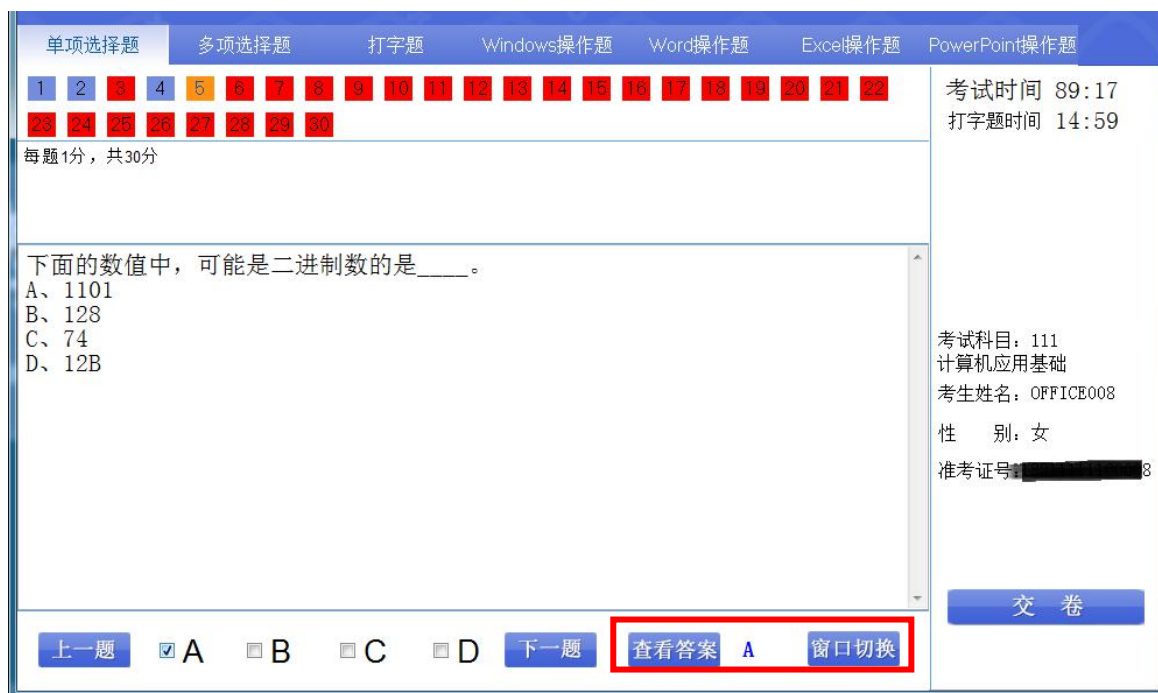 单项选择题 多项选择题 打字题 Windows操作题 Word操作题 Excel操作题 PowerPoint操作题
1 2 3 4 5 6 7 8 9 10 11 12 13 14 15 16 17 18 19 20 21 22
23 24 25 26 27 28 29 30
每题1分，共30分
下面的数值中，可能是二进制数的是____。
A、1101
B、128
C、74
D、12B
上一题 A B C D 下一题 查看答案 A 窗口切换
考试时间 89:17
打字题时间 14:59
考试科目：111
计算机应用基础
考生姓名：OFFICE008
性 别：女
准考证号 8
交 卷